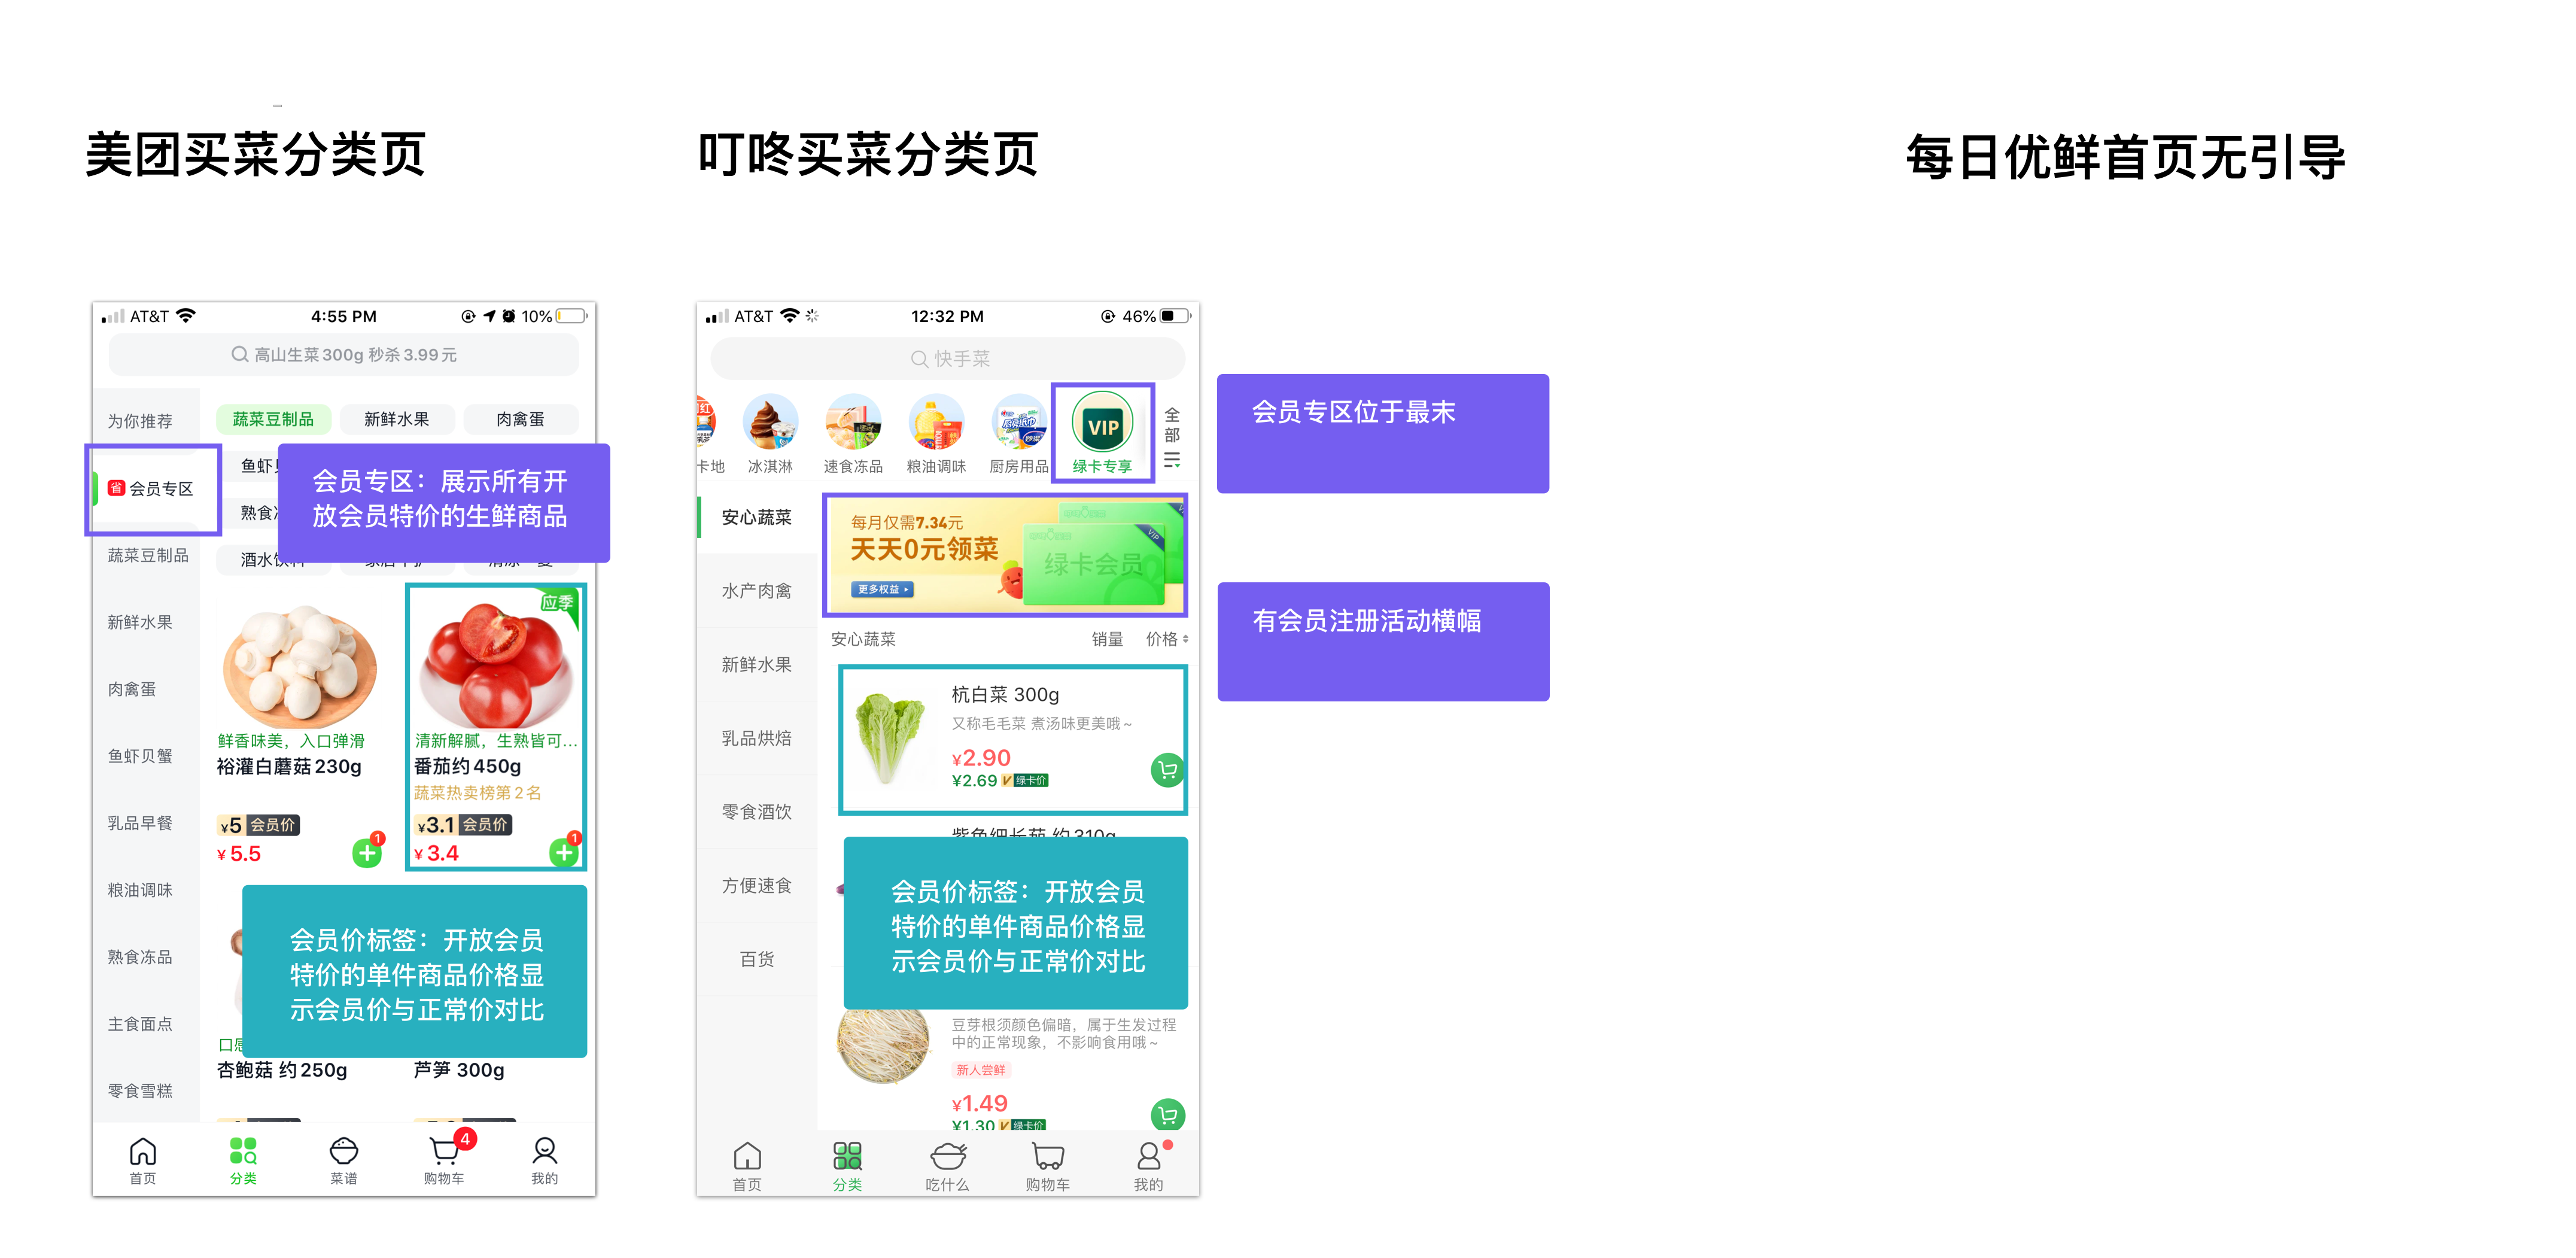 美团买菜分类页
叮咚买菜分类页
每日优鲜首页无引导
AT&T
4:55 PM
10%
高山生菜300g 秒杀3.99元
为你推荐
省 会员专区
蔬菜豆制品
新鲜水果
肉禽蛋
鱼虾贝蟹
乳品早餐
粮油调味
熟食冻品
主食面点
零食雪糕
蔬菜豆制品
新鲜水果
肉禽蛋
鱼虾
熟食
酒水饮料
会员专区：展示所有开
放会员特价的生鲜商品
应季
鲜香味美，入口弹滑
裕灌白蘑菇230g
¥5 会员价
¥5.5
1
清新解腻，生熟皆可...
番茄约450g
蔬菜热卖榜第2名
¥3.1 会员价
¥3.4
1
会员价标签：开放会员
特价的单件商品价格显
示会员价与正常价对比
口感
杏鲍菇 约250g
芦笋 300g
首页
分类
菜谱
4
购物车
我的
AT&T
12:32 PM
46%
快手菜
卡地
冰淇淋
速食冻品
粮油调味
厨房用品
VIP
绿卡专享
全部
安心蔬菜
水产肉禽
新鲜水果
乳品烘焙
零食酒饮
方便速食
百货
每月仅需7.34元
天天0元领菜
更多权益
绿卡会员
VIP
安心蔬菜
销量
价格
杭白菜 300g
又称毛毛菜 煮汤味更美哦~
¥2.90
¥2.69 绿卡价
紫色细长茄 约310g
会员价标签：开放会员
特价的单件商品价格显
示会员价与正常价对比
豆芽根须颜色偏暗，属于生发过程
中的正常现象，不影响食用哦~
新人尝鲜
¥1.49
¥1.30 绿卡价
首页
分类
吃什么
购物车
我的
会员专区位于最末
有会员注册活动横幅